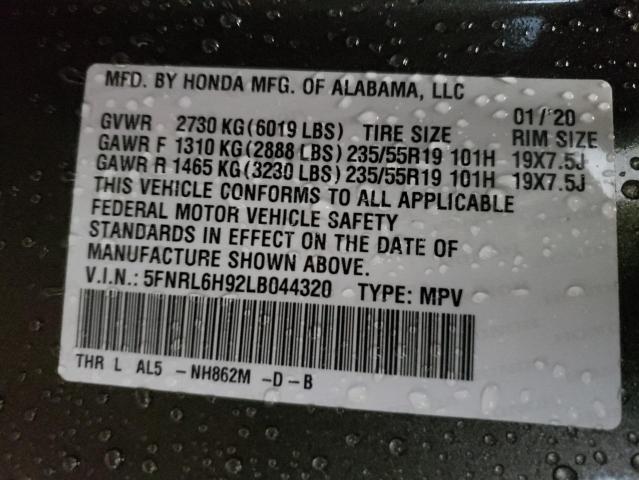 MFD. BY HONDA MFG. OF ALABAMA, LLC 01/'20
GVWR 2730 KG(6019 LBS) TIRE SIZE RIM SIZE
GAWR F 1310 KG(2888 LBS) 235/55R19 101H 19X7.5J
GAWR R 1465 KG(3230 LBS) 235/55R19 101H 19X7.5J
THIS VEHICLE CONFORMS TO ALL APPLICABLE
FEDERAL MOTOR VEHICLE SAFETY
STANDARDS IN EFFECT ON THE DATE OF
MANUFACTURE SHOWN ABOVE.
V.I.N.: 5FNRL6H92LB044320 TYPE: MPV
THR L AL5 - NH862M -D - B